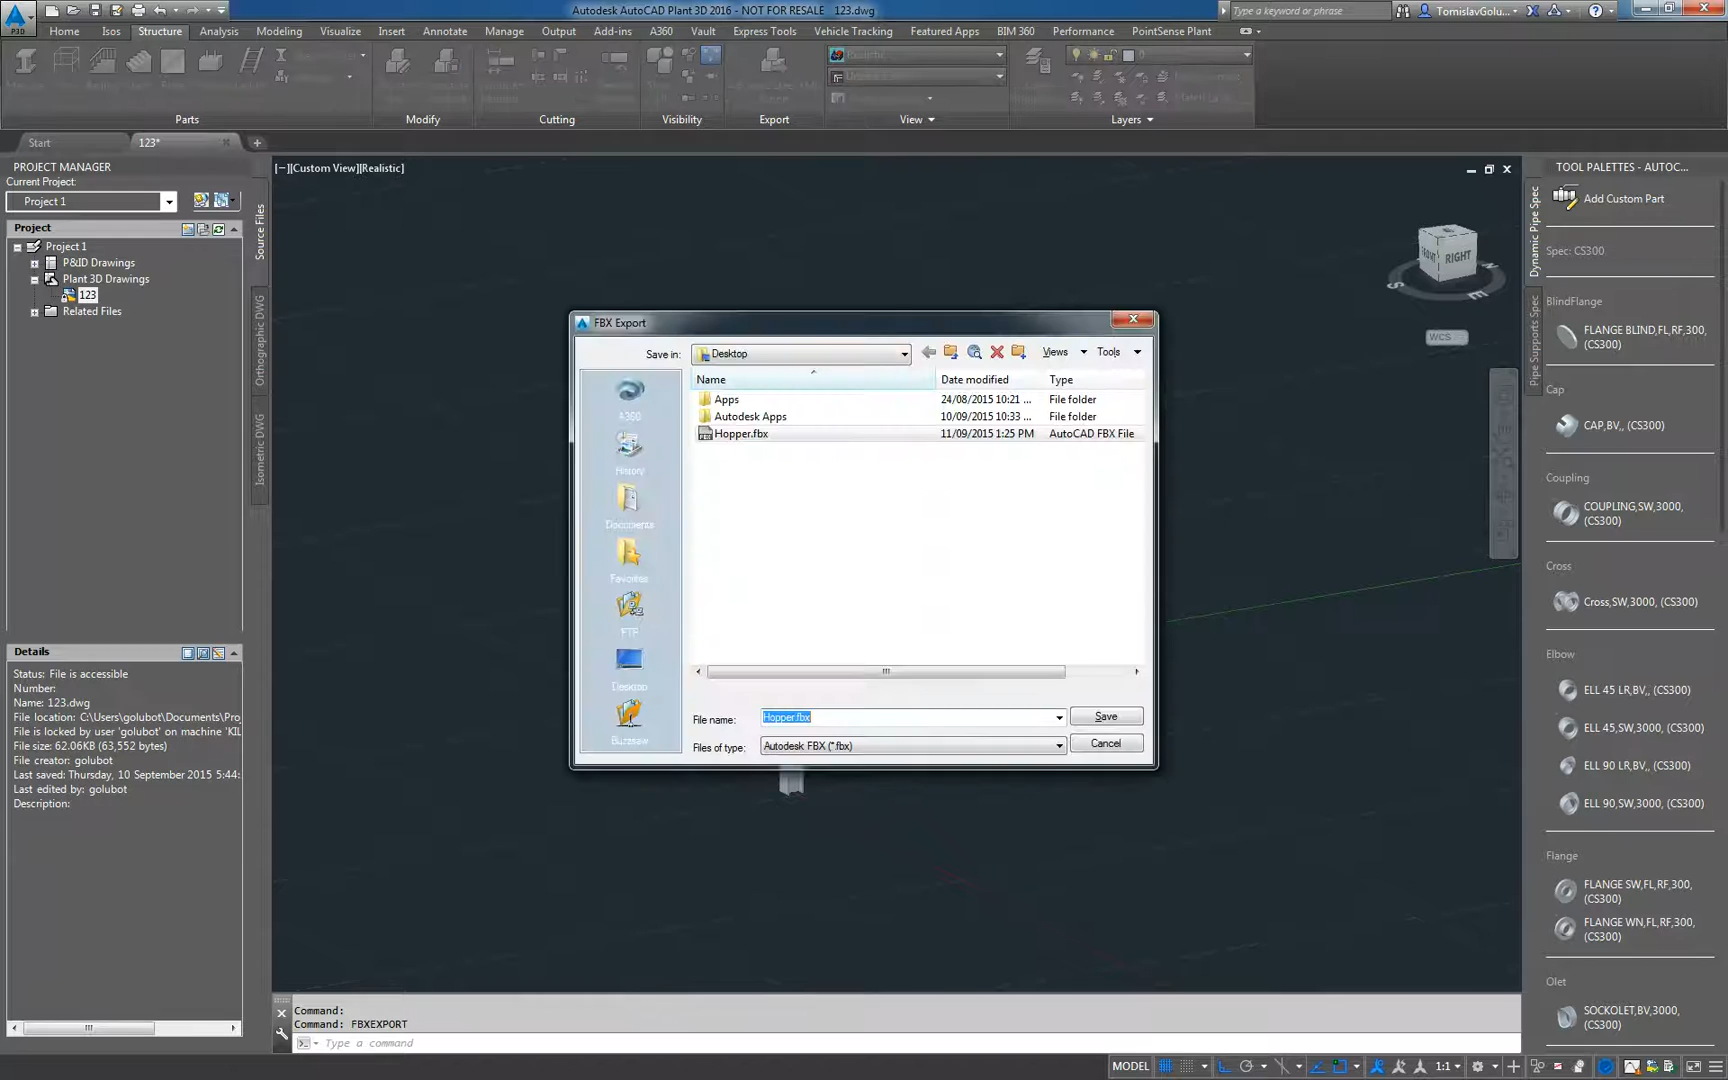 Autodesk AutoCAD Plant 3D 2016 - NOT FOR RESALE   123.dwg
Type a keyword or phrase
TomislavGolu...
P3D
Home Isos Structure Analysis Modeling Visualize Insert Annotate Manage Output Add-ins A360 Vault Express Tools Vehicle Tracking Featured Apps BIM 360 Performance PointSense Plant
Parts Modify Cutting Visibility Export View Layers
Start 123*
PROJECT MANAGER
Current Project:
Project 1
Project
Project 1
P&ID Drawings
Plant 3D Drawings
123
Related Files
Source Files
Orthographic DWG
Isometric DWG
Details
Status: File is accessible
Number:
Name: 123.dwg
File location: C:\Users\golubot\Documents\Pro
File is locked by user 'golubot' on machine 'KIL
File size: 62.06KB (63,552 bytes)
File creator: golubot
Last saved: Thursday, 10 September 2015 5:44:
Last edited by: golubot
Description:
[−][Custom View][Realistic]
FRONT RIGHT
S E N
WCS
FBX Export
Save in: Desktop Views Tools
Name Date modified Type
Apps 24/08/2015 10:21 ... File folder
Autodesk Apps 10/09/2015 10:33 ... File folder
Hopper.fbx 11/09/2015 1:25 PM AutoCAD FBX File
A360
History
Documents
Favorites
FTP
Desktop
Buzzsaw
File name: Hopper.fbx Save
Files of type: Autodesk FBX (*.fbx) Cancel
Command:
Command: FBXEXPORT
Type a command
MODEL 1:1
TOOL PALETTES - AUTOC...
Dynamic Pipe Spec
Pipe Supports Spec
Add Custom Part
Spec: CS300
BlindFlange
FLANGE BLIND,FL,RF,300,
(CS300)
Cap
CAP,BV,, (CS300)
Coupling
COUPLING,SW,3000,
(CS300)
Cross
Cross,SW,3000, (CS300)
Elbow
ELL 45 LR,BV,, (CS300)
ELL 45,SW,3000, (CS300)
ELL 90 LR,BV,, (CS300)
ELL 90,SW,3000, (CS300)
Flange
FLANGE SW,FL,RF,300,
(CS300)
FLANGE WN,FL,RF,300,
(CS300)
Olet
SOCKOLET,BV,3000,
(CS300)